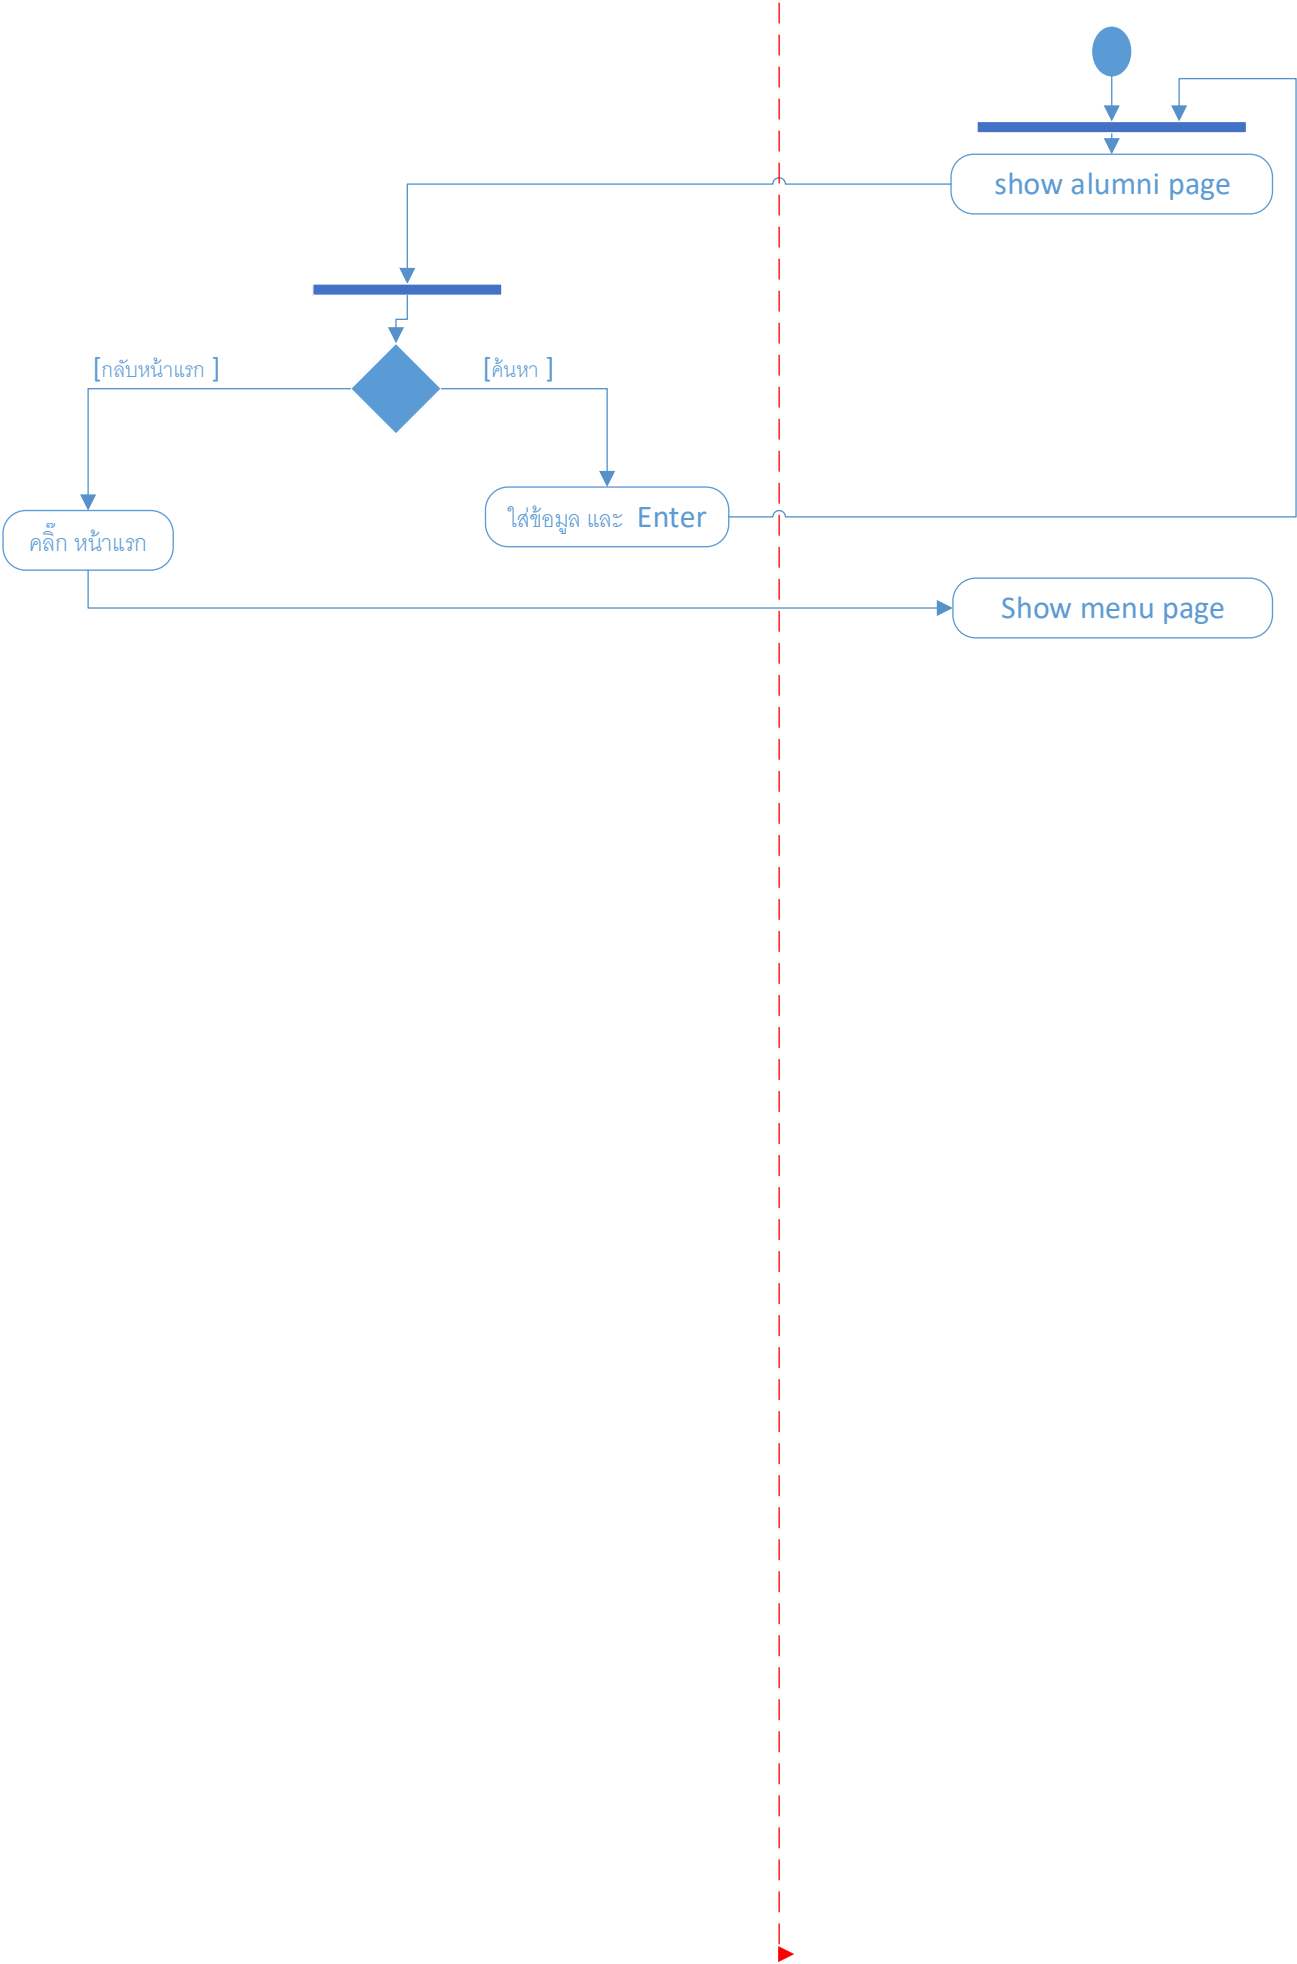 show alumni page
[กลับหน้าแรก ]
[ค้นหา ]
ใส่ข้อมูล และ Enter
คลิ๊ก หน้าแรก
Show menu page